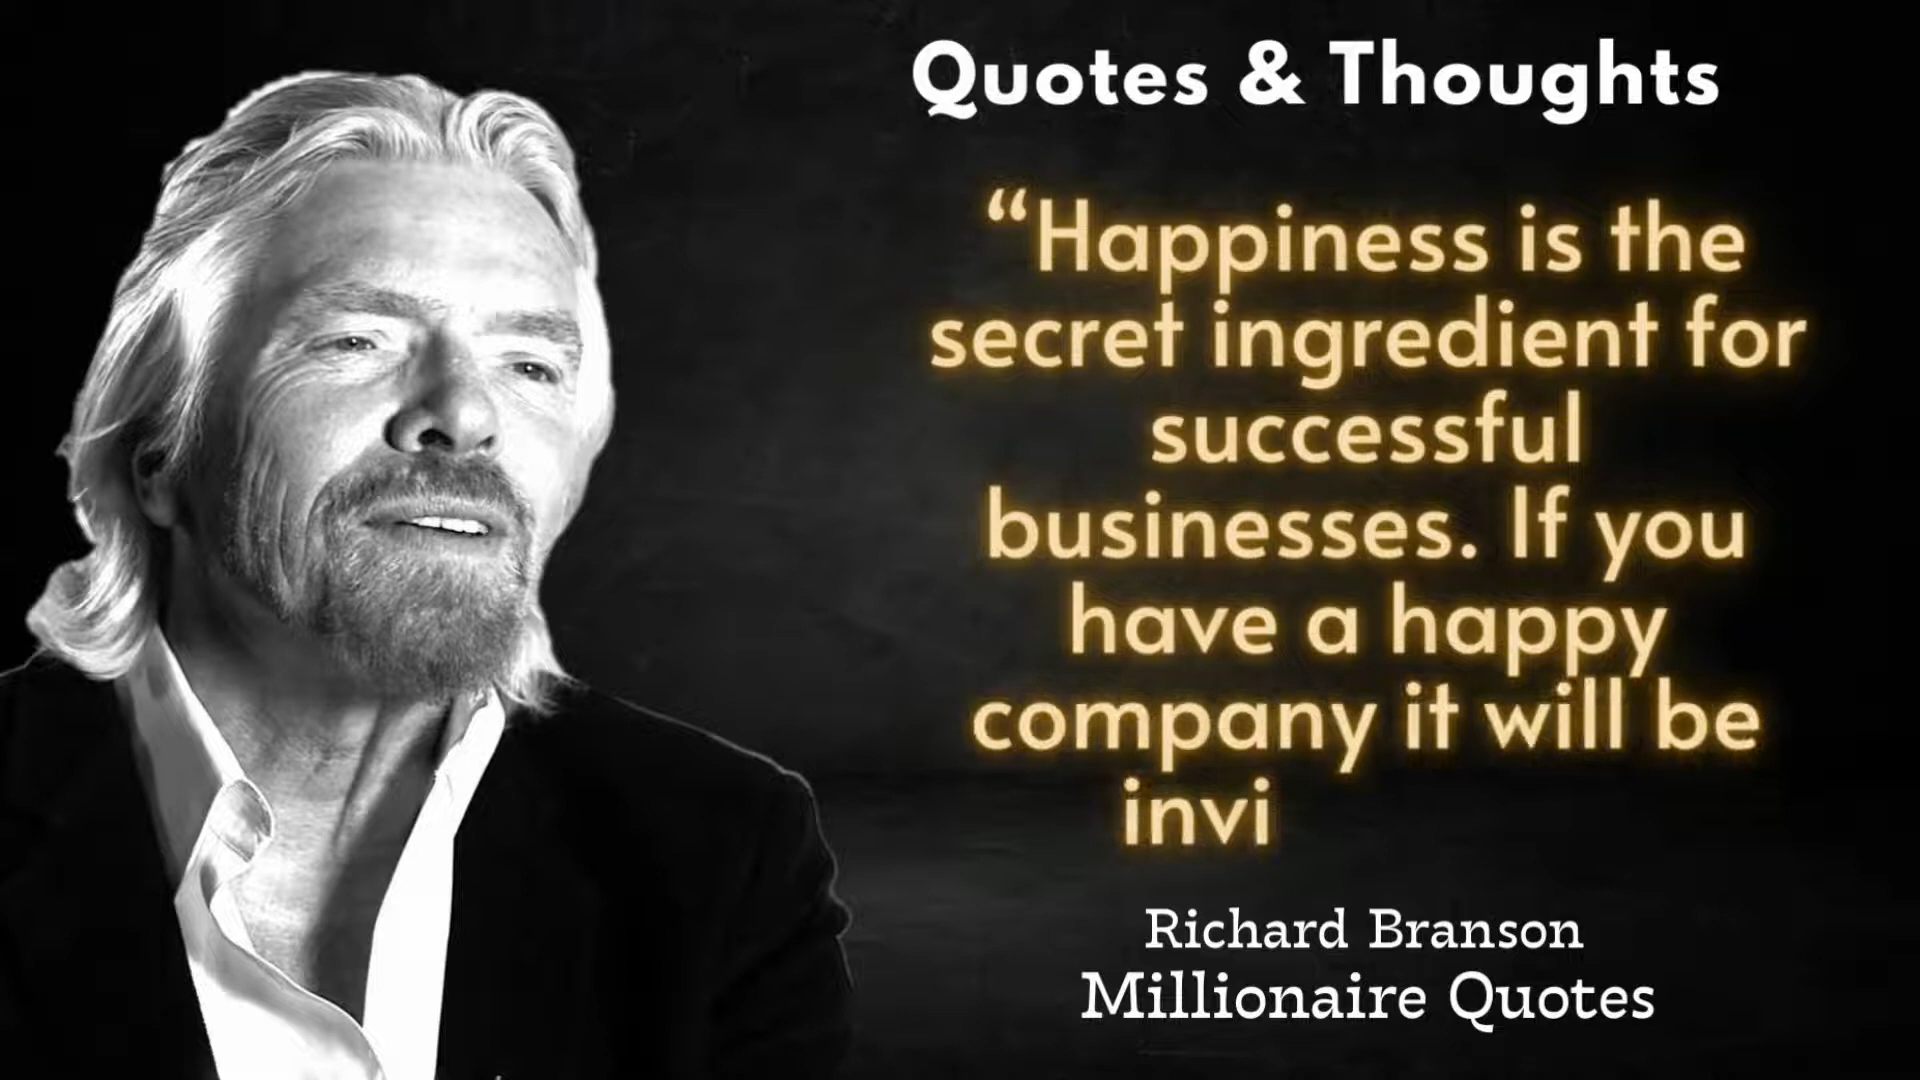 Quotes & Thoughts
“Happiness is the
secret ingredient for
successful
businesses. If you
have a happy
company it will be
invi
Richard Branson
Millionaire Quotes